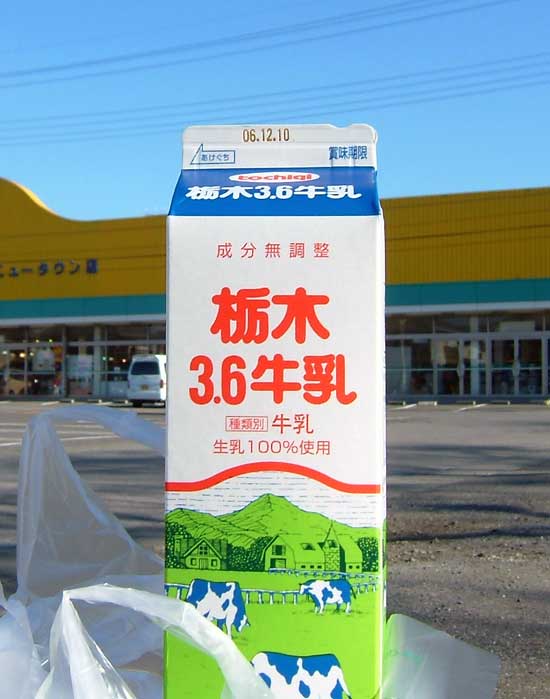 06.12.10
あけぐち
賞味期限
tochigi
栃木3.6牛乳
成分無調整
栃木
3.6牛乳
種類別 牛乳
生乳100%使用
ニュータウン店